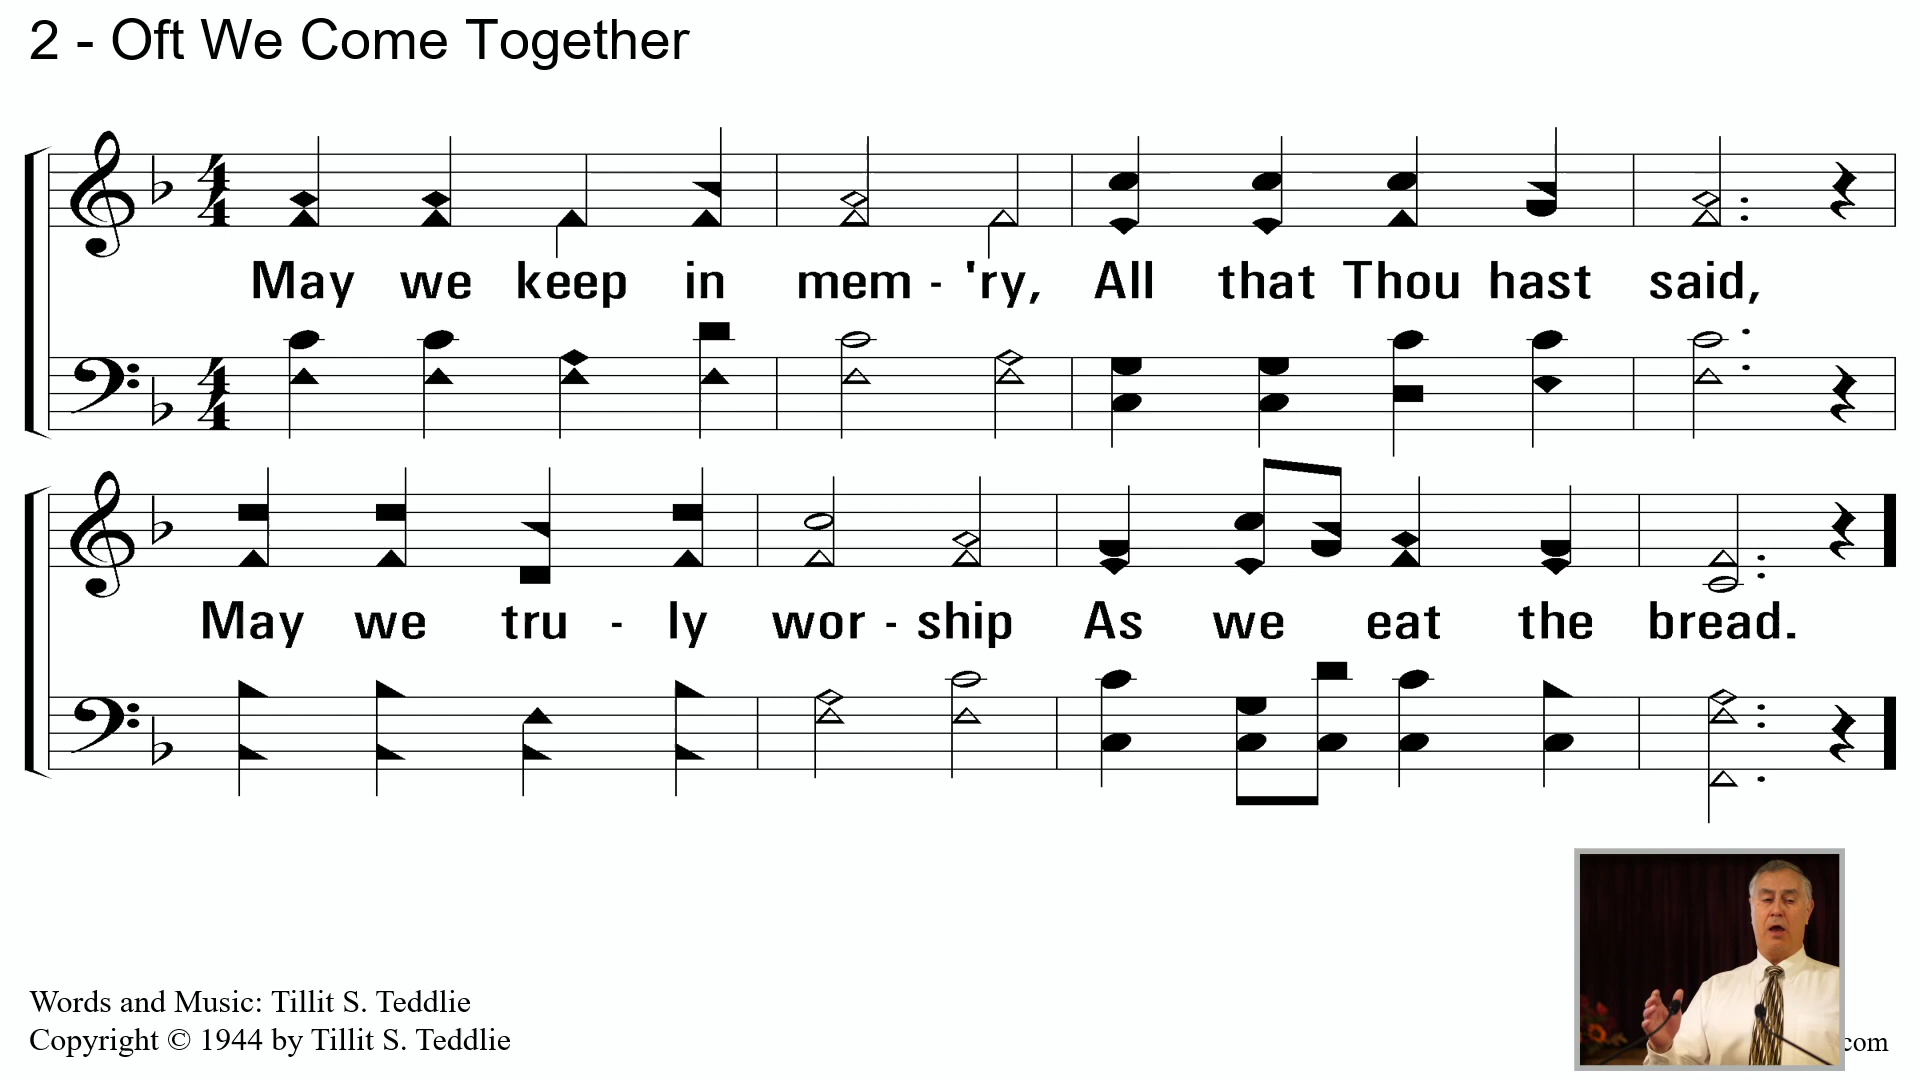 2 - Oft We Come Together
May we keep in mem - 'ry, All that Thou hast said,
May we tru - ly wor - ship As we eat the bread.
Words and Music: Tillit S. Teddlie
Copyright © 1944 by Tillit S. Teddlie
com